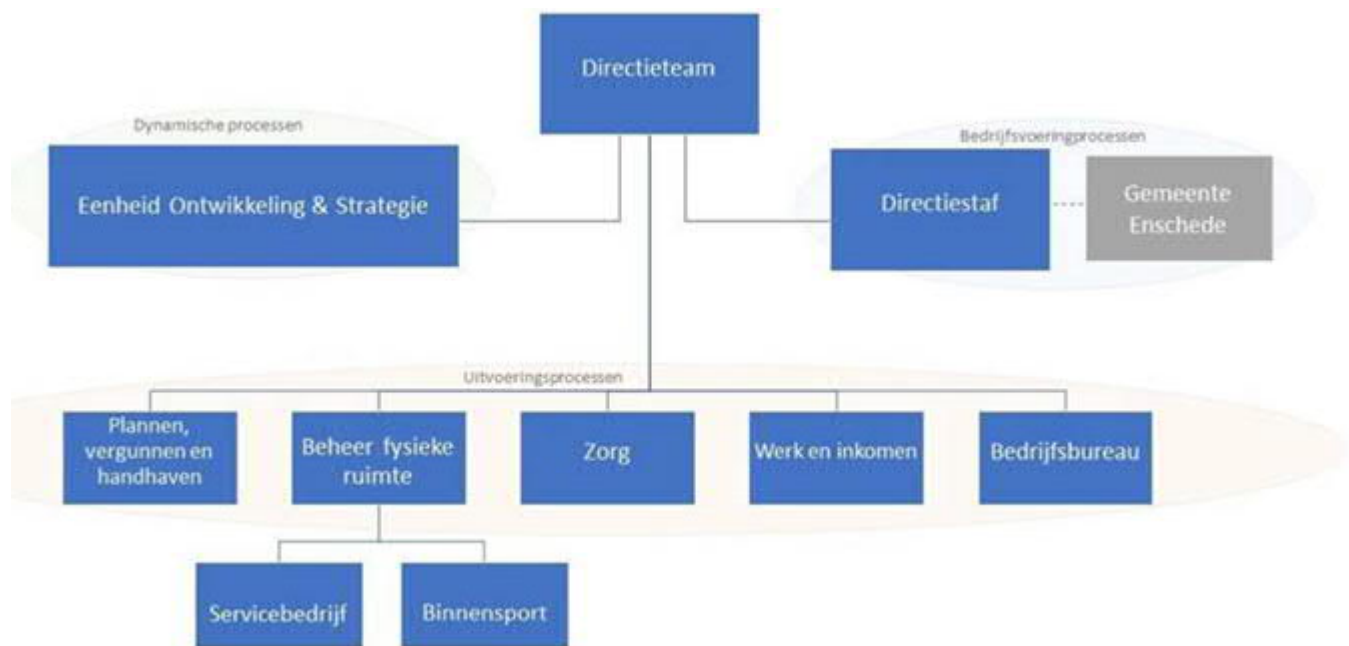 Directieteam
Dynamische processen
Eenheid Ontwikkeling & Strategie
Bedrijfsvoeringprocessen
Directiestaf
Gemeente
Enschede
Uitvoeringsprocessen
Plannen,
vergunnen en
handhaven
Beheer fysieke
ruimte
Zorg
Werk en inkomen
Bedrijfsbureau
Servicebedrijf
Binnensport